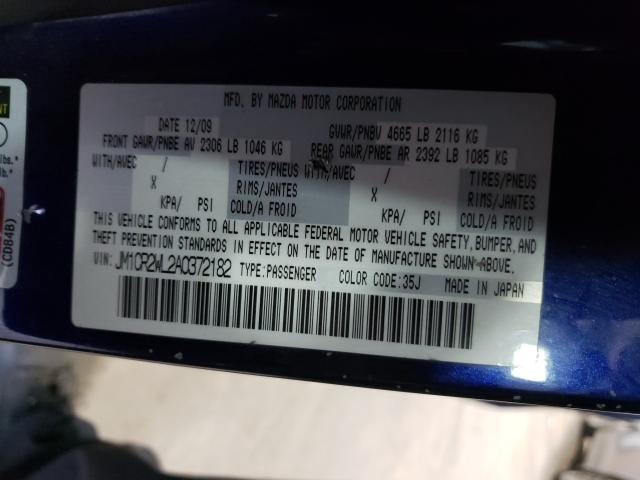 MFD. BY MAZDA MOTOR CORPORATION
DATE 12/09 GVWR/PNBV 4665 LB 2116 KG
FRONT GAWR/PNBE AV 2306 LB 1046 KG REAR GAWR/PNBE AR 2392 LB 1085 KG
WITH/AVEC / TIRES/PNEUS WITH/AVEC / TIRES/PNEUS
X RIMS/JANTES X RIMS/JANTES
KPA/ PSI COLD/A FROID KPA/ PSI COLD/A FROID
THIS VEHICLE CONFORMS TO ALL APPLICABLE FEDERAL MOTOR VEHICLE SAFETY, BUMPER, AND
THEFT PREVENTION STANDARDS IN EFFECT ON THE DATE OF MANUFACTURE SHOWN ABOVE.
VIN: JM1CR2WL2A0372182 TYPE:PASSENGER COLOR CODE:35J MADE IN JAPAN
NT
lbs.*
lb.*
(CD84B)